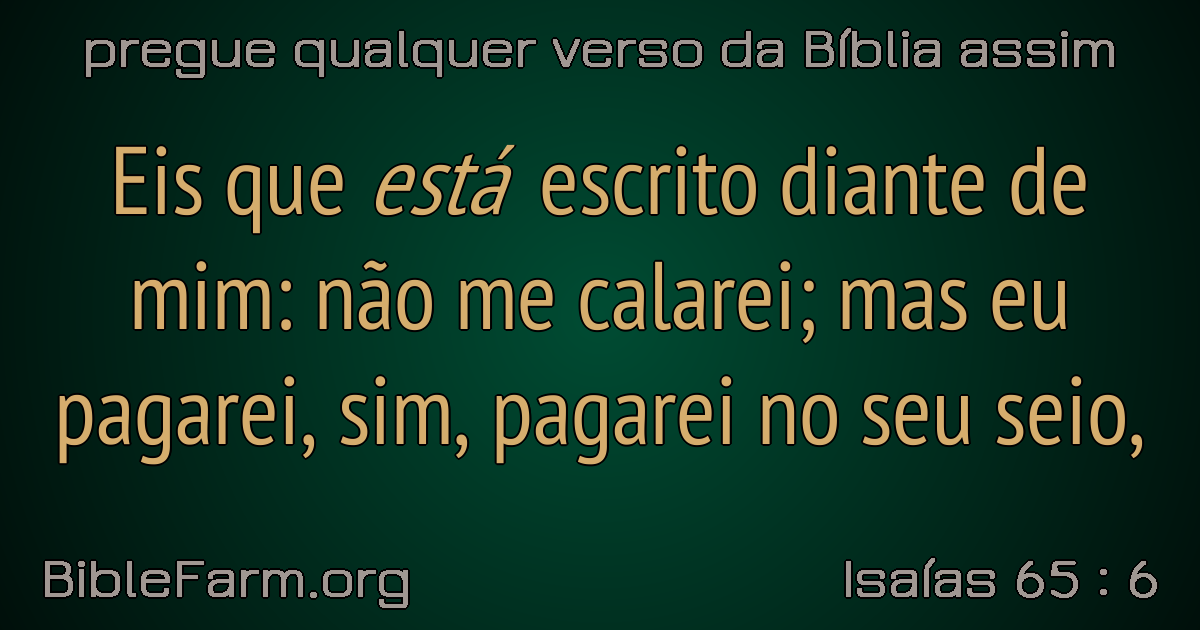 pregue qualquer verso da Bíblia assim
Eis que está escrito diante de
mim: não me calarei; mas eu
pagarei, sim, pagarei no seu seio,
BibleFarm.org
Isaías 65 : 6